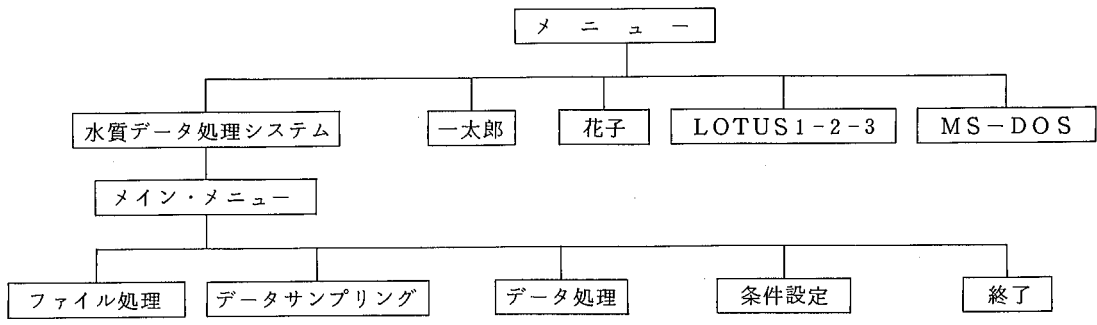 メニュー
水質データ処理システム
一太郎
花子
LOTUS1-2-3
MS-DOS
メイン・メニュー
ファイル処理
データサンプリング
データ処理
条件設定
終了